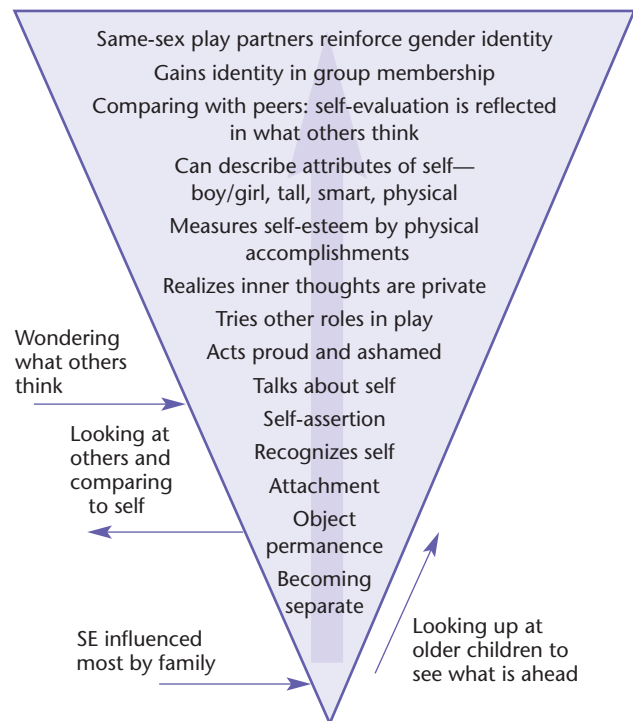 Same-sex play partners reinforce gender identity
Gains identity in group membership
Comparing with peers: self-evaluation is reflected
in what others think
Can describe attributes of self—
boy/girl, tall, smart, physical
Measures self-esteem by physical
accomplishments
Realizes inner thoughts are private
Tries other roles in play
Acts proud and ashamed
Talks about self
Self-assertion
Recognizes self
Attachment
Object
permanence
Becoming
separate
Wondering
what others
think
Looking at
others and
comparing
to self
SE influenced
most by family
Looking up at
older children to
see what is ahead